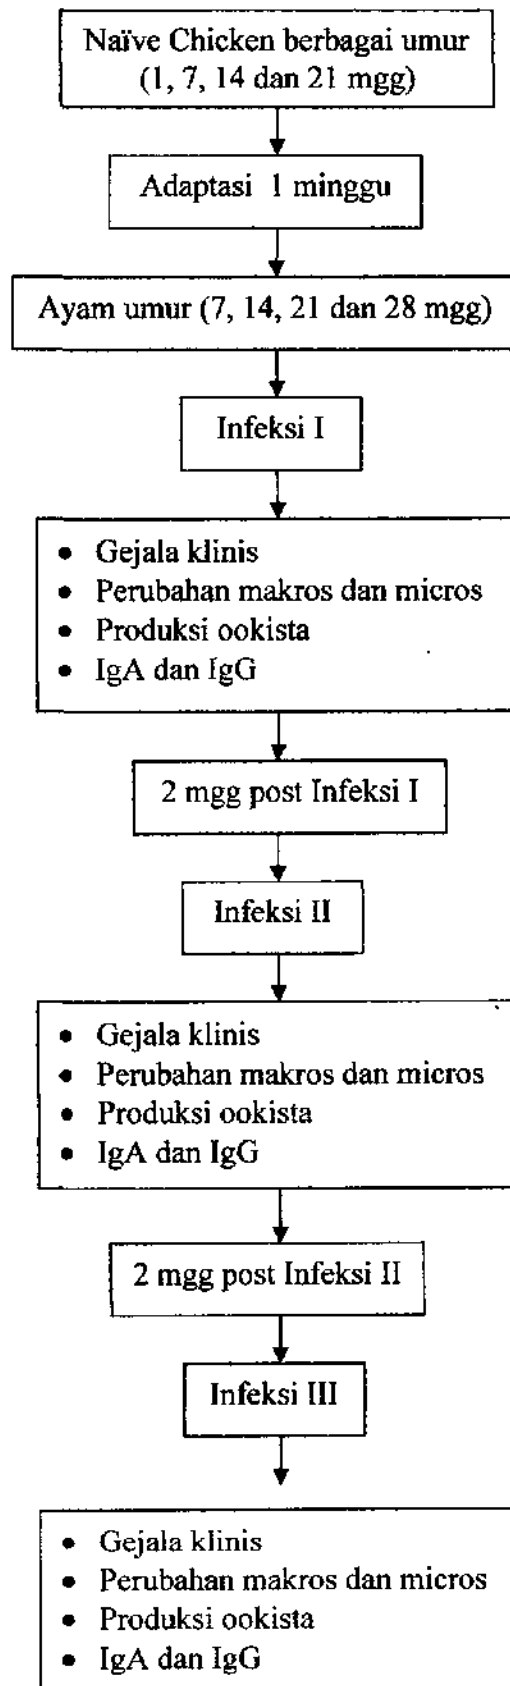 Naïve Chicken berbagai umur
(1, 7, 14 dan 21 mgg)
Adaptasi 1 minggu
Ayam umur (7, 14, 21 dan 28 mgg)
Infeksi I
• Gejala klinis
• Perubahan makros dan micros
• Produksi ookista
• IgA dan IgG
2 mgg post Infeksi I
Infeksi II
• Gejala klinis
• Perubahan makros dan micros
• Produksi ookista
• IgA dan IgG
2 mgg post Infeksi II
Infeksi III
• Gejala klinis
• Perubahan makros dan micros
• Produksi ookista
• IgA dan IgG